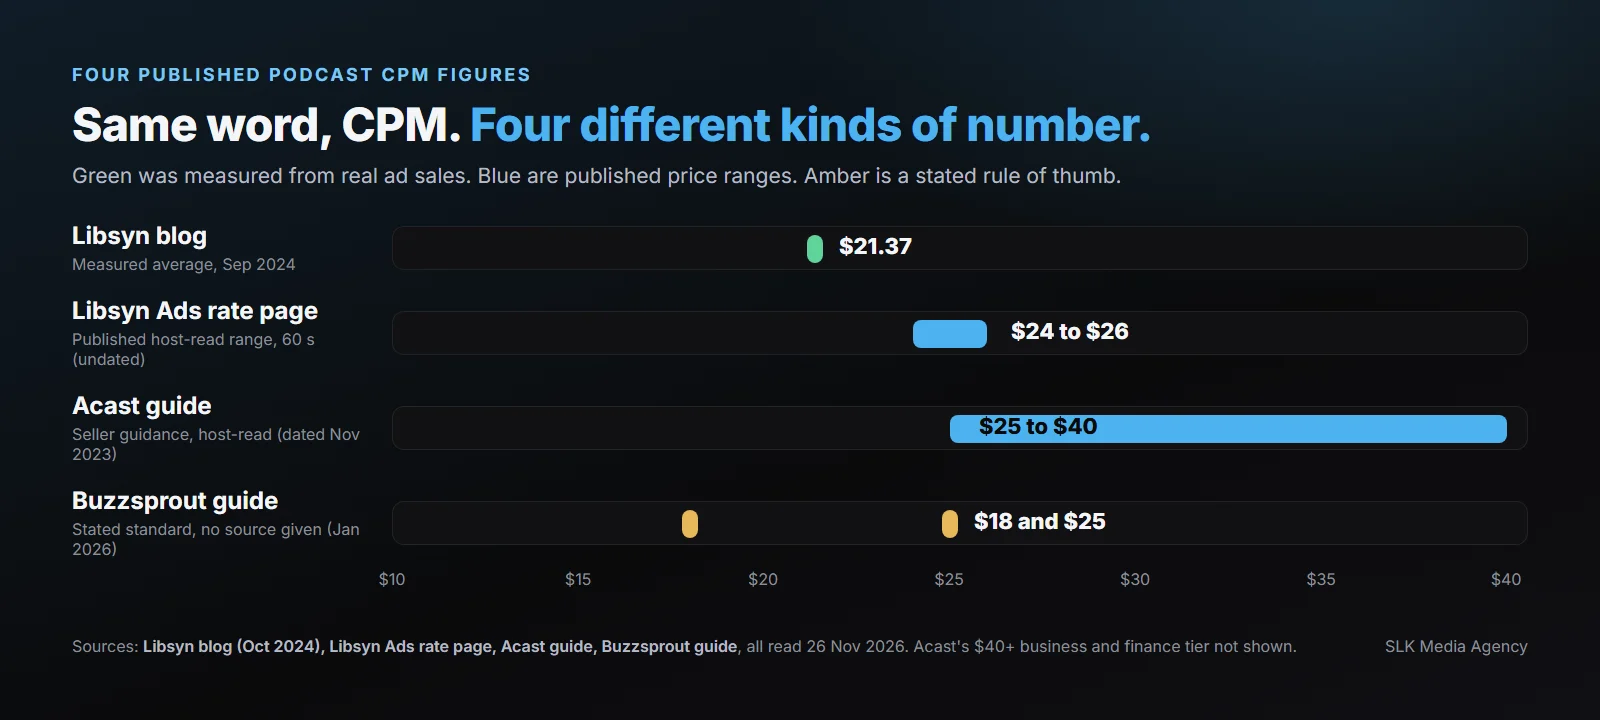 FOUR PUBLISHED PODCAST CPM FIGURES
Same word, CPM. Four different kinds of number.
Green was measured from real ad sales. Blue are published price ranges. Amber is a stated rule of thumb.
Libsyn blog
Measured average, Sep 2024
$21.37
Libsyn Ads rate page
Published host-read range, 60 s
(undated)
$24 to $26
Acast guide
Seller guidance, host-read (dated Nov
2023)
$25 to $40
Buzzsprout guide
Stated standard, no source given (Jan
2026)
$18 and $25
$10 $15 $20 $25 $30 $35 $40
Sources: Libsyn blog (Oct 2024), Libsyn Ads rate page, Acast guide, Buzzsprout guide, all read 26 Nov 2026. Acast's $40+ business and finance tier not shown.
SLK Media Agency